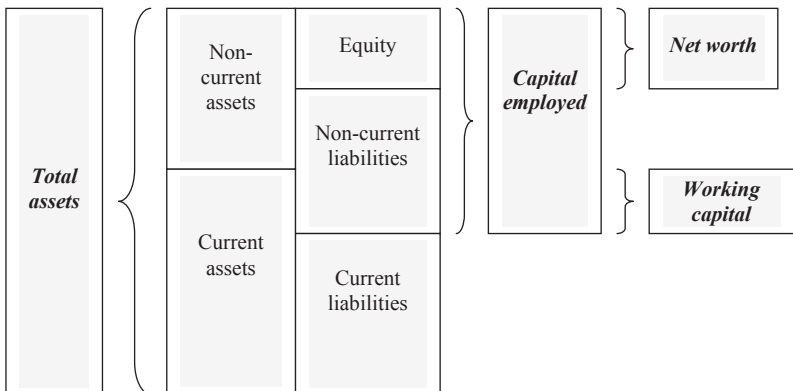 Total
assets
Non-
current
assets
Current
assets
Equity
Non-current
liabilities
Current
liabilities
Capital
employed
Net worth
Working
capital